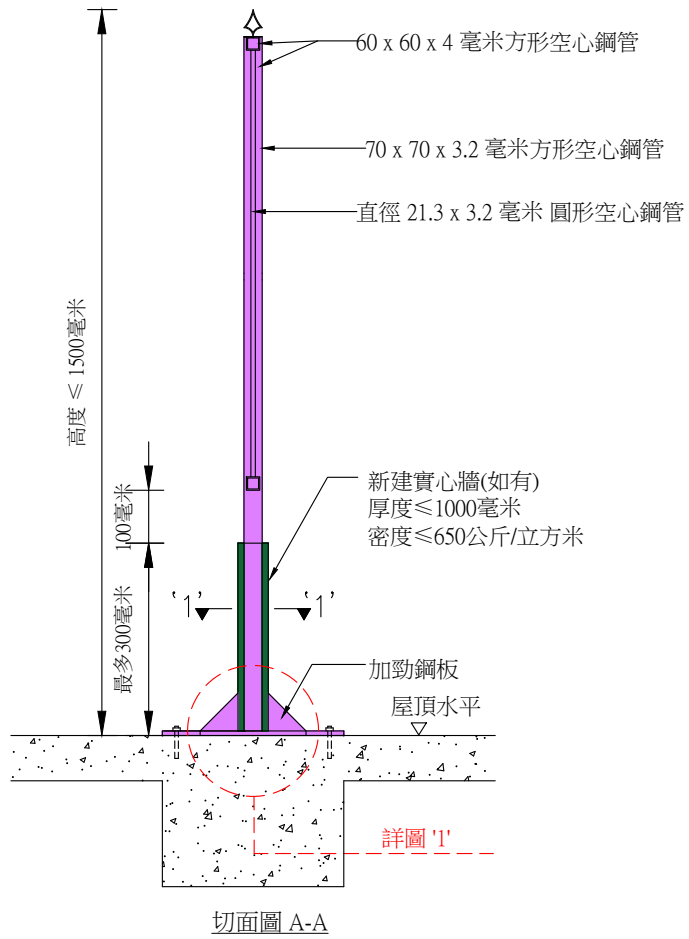 60 x 60 x 4 毫米方形空心鋼管
70 x 70 x 3.2 毫米方形空心鋼管
直徑 21.3 x 3.2 毫米 圓形空心鋼管
高度 ≤ 1500毫米
100毫米
最多300毫米
新建實心牆(如有)
厚度≤1000毫米
密度≤650公斤/立方米
'1' '1'
加勁鋼板
屋頂水平
詳圖 '1'
切面圖 A-A